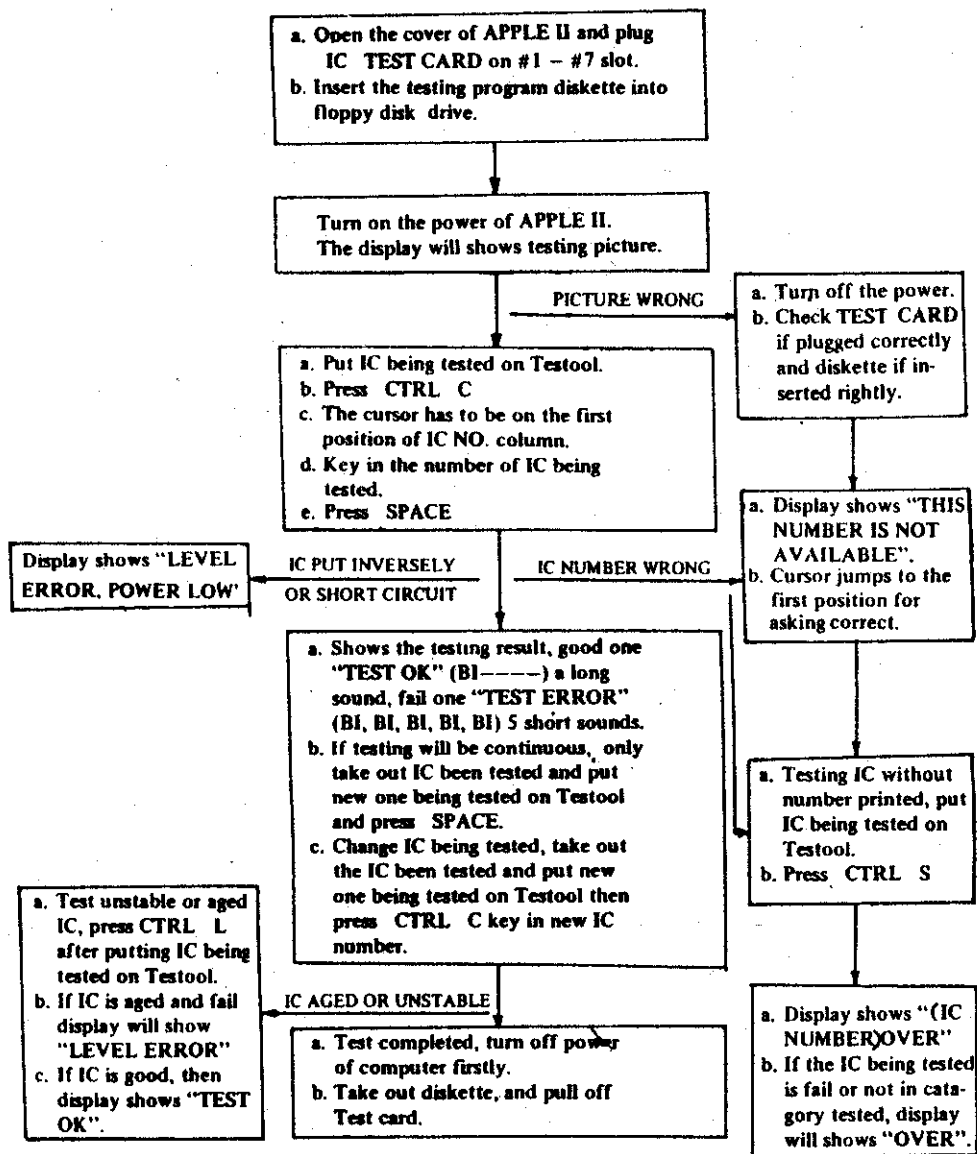 a. Open the cover of APPLE II and plug
IC TEST CARD on #1 – #7 slot.
b. Insert the testing program diskette into
floppy disk drive.
Turn on the power of APPLE II.
The display will shows testing picture.
PICTURE WRONG
a. Turn off the power.
b. Check TEST CARD
if plugged correctly
and diskette if in-
serted rightly.
a. Put IC being tested on Testool.
b. Press CTRL C
c. The cursor has to be on the first
position of IC NO. column.
d. Key in the number of IC being
tested.
e. Press SPACE
a. Display shows “THIS
NUMBER IS NOT
AVAILABLE”.
b. Cursor jumps to the
first position for
asking correct.
Display shows “LEVEL
ERROR, POWER LOW’
IC PUT INVERSELY
OR SHORT CIRCUIT
IC NUMBER WRONG
a. Shows the testing result, good one
“TEST OK” (BI–––––) a long
sound, fail one “TEST ERROR”
(BI, BI, BI, BI, BI) 5 short sounds.
b. If testing will be continuous, only
take out IC been tested and put
new one being tested on Testool
and press SPACE.
c. Change IC being tested, take out
the IC been tested and put new
one being tested on Testool then
press CTRL C key in new IC
number.
a. Testing IC without
number printed, put
IC being tested on
Testool.
b. Press CTRL S
a. Test unstable or aged
IC, press CTRL L
after putting IC being
tested on Testool.
b. If IC is aged and fail
display will show
“LEVEL ERROR”
c. If IC is good, then
display shows “TEST
OK”.
IC AGED OR UNSTABLE
a. Test completed, turn off power
of computer firstly.
b. Take out diskette, and pull off
Test card.
a. Display shows “(IC
NUMBER)OVER”
b. If the IC being tested
is fail or not in cata-
gory tested, display
will shows “OVER”.